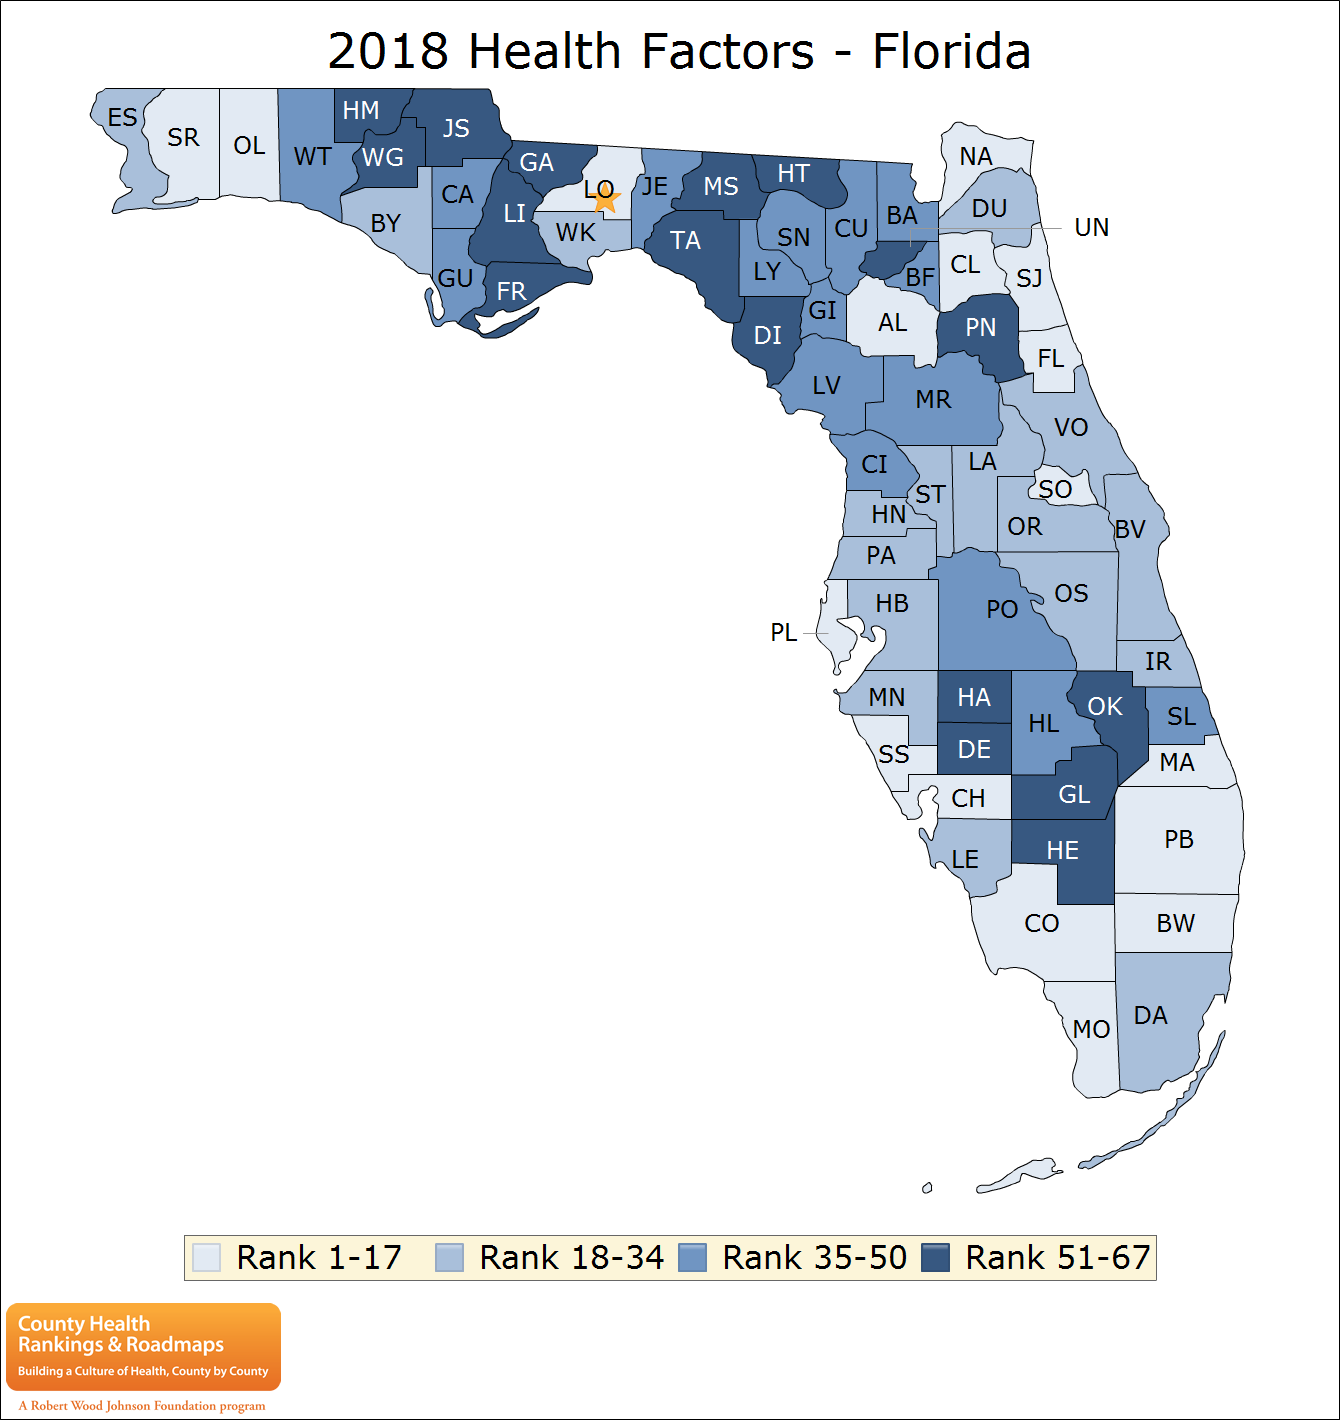 2018 Health Factors - Florida
ES
SR
OL
WT
HM
JS
WG
CA
BY
GU
GA
LI
FR
LO
WK
JE
MS
TA
HT
SN
LY
CU
BA
UN
BF
NA
DU
CL
SJ
DI
GI
AL
PN
FL
LV
MR
VO
CI
ST
LA
SO
HN
OR
BV
PA
HB
PO
OS
PL
IR
MN
HA
HL
OK
SL
SS
DE
MA
CH
GL
PB
LE
HE
CO
BW
MO
DA
Rank 1-17 Rank 18-34 Rank 35-50 Rank 51-67
County Health
Rankings & Roadmaps
Building a Culture of Health, County by County
A Robert Wood Johnson Foundation program